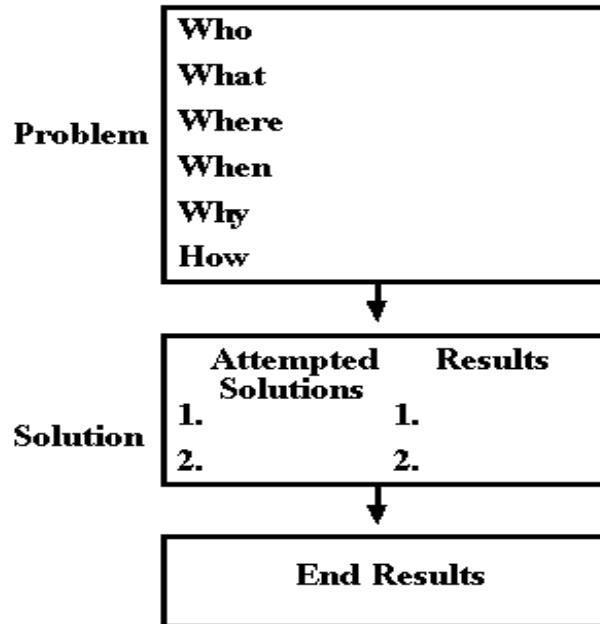 Problem
Who
What
Where
When
Why
How
Solution
Attempted Solutions
Results
1. 1.
2. 2.
End Results